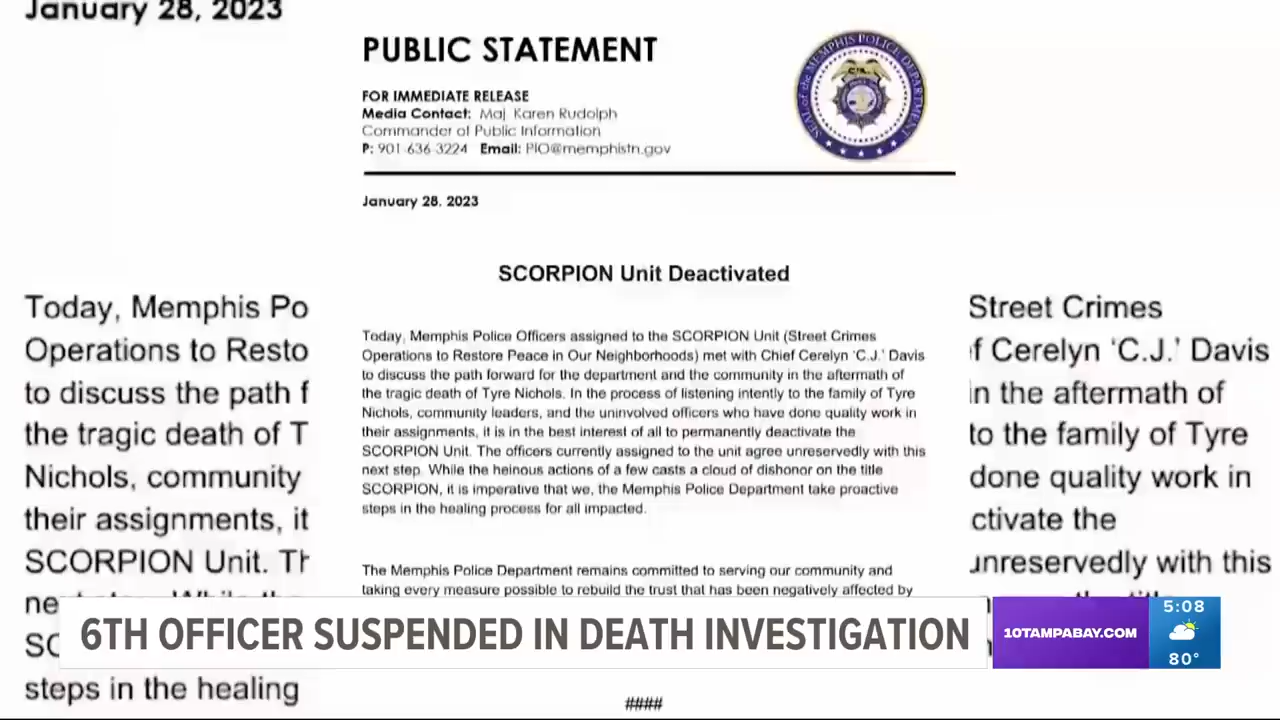 January 28, 2023
PUBLIC STATEMENT
SEAL of the MEMPHIS POLICE DEPARTMENT
FOR IMMEDIATE RELEASE
Media Contact: Maj Karen Rudolph
Commander of Public Information
P: 901-636-3224 Email: PIO@memphistn.gov
January 28, 2023
SCORPION Unit Deactivated
Today, Memphis Police Officers assigned to the SCORPION Unit (Street Crimes
Operations to Restore Peace in Our Neighborhoods) met with Chief Cerelyn 'C.J.' Davis
to discuss the path forward for the department and the community in the aftermath of
the tragic death of Tyre Nichols. In the process of listening intently to the family of Tyre
Nichols, community leaders, and the uninvolved officers who have done quality work in
their assignments, it is in the best interest of all to permanently deactivate the
SCORPION Unit. The officers currently assigned to the unit agree unreservedly with this
next step. While the heinous actions of a few casts a cloud of dishonor on the title
SCORPION, it is imperative that we, the Memphis Police Department take proactive
steps in the healing process for all impacted.
The Memphis Police Department remains committed to serving our community and
taking every measure possible to rebuild the trust that has been negatively affected by
####
Today, Memphis Po
Operations to Resto
to discuss the path f
the tragic death of T
Nichols, community
their assignments, it
SCORPION Unit. Th
ne
SC
steps in the healing
Street Crimes
f Cerelyn 'C.J.' Davis
in the aftermath of
to the family of Tyre
done quality work in
ctivate the
unreservedly with this
6TH OFFICER SUSPENDED IN DEATH INVESTIGATION
10TAMPABAY.COM
5:08
80°